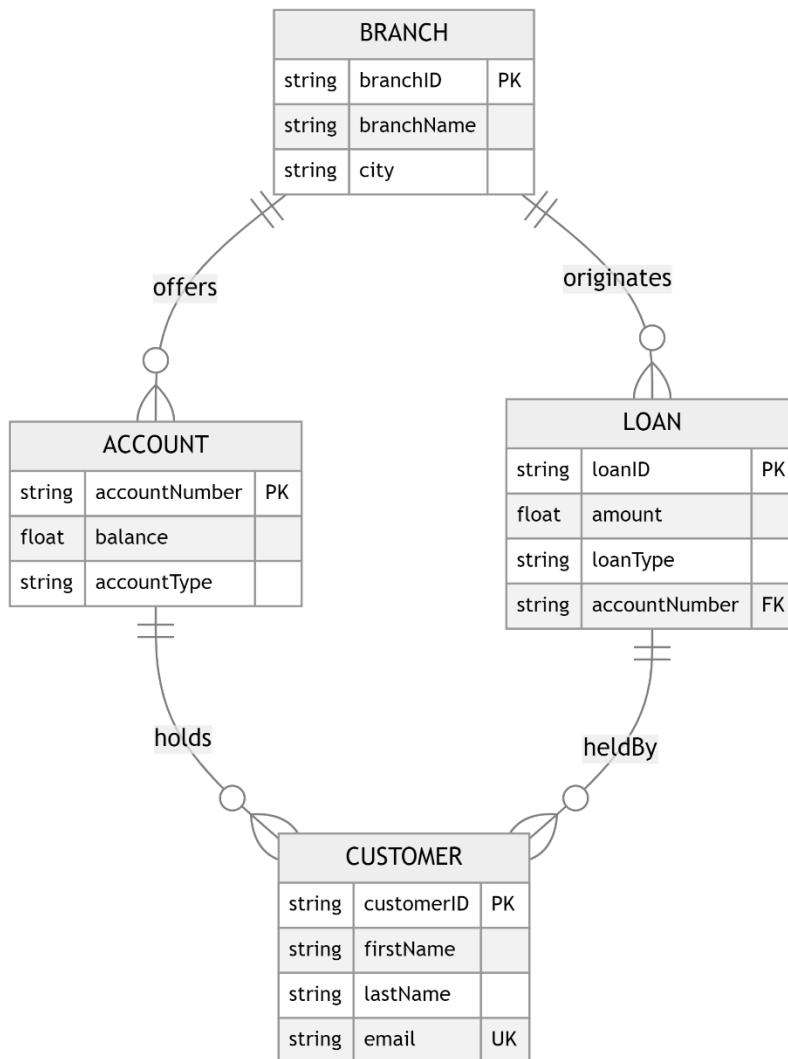 BRANCH
string branchID PK
string branchName
string city
offers
originates
ACCOUNT
string accountNumber PK
float balance
string accountType
LOAN
string loanID PK
float amount
string loanType
string accountNumber FK
holds
heldBy
CUSTOMER
string customerID PK
string firstName
string lastName
string email UK